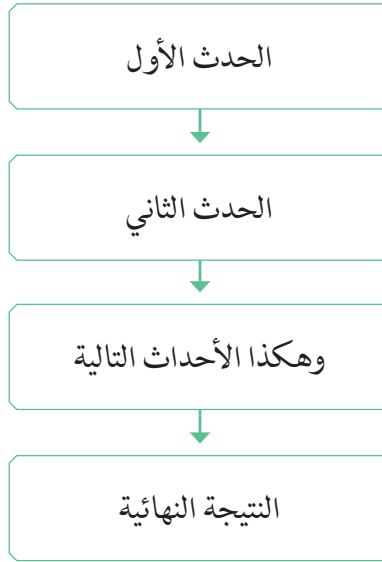 الحدث الأول
الحدث الثاني
وهكذا الأحداث التالية
النتيجة النهائية